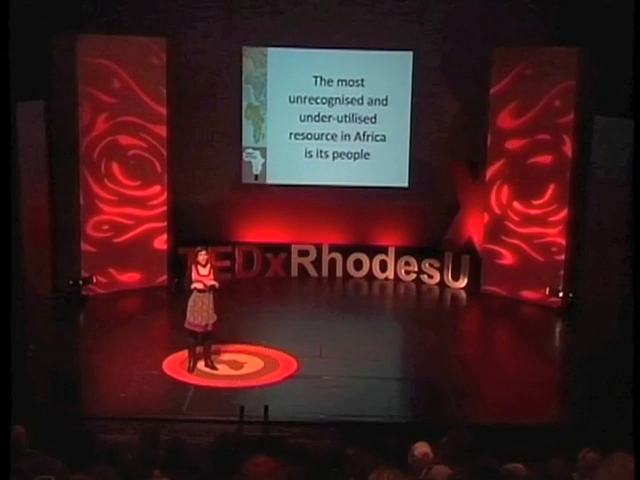 The most
unrecognised and
under-utilised
resource in Africa
is its people
TEDxRhodesU